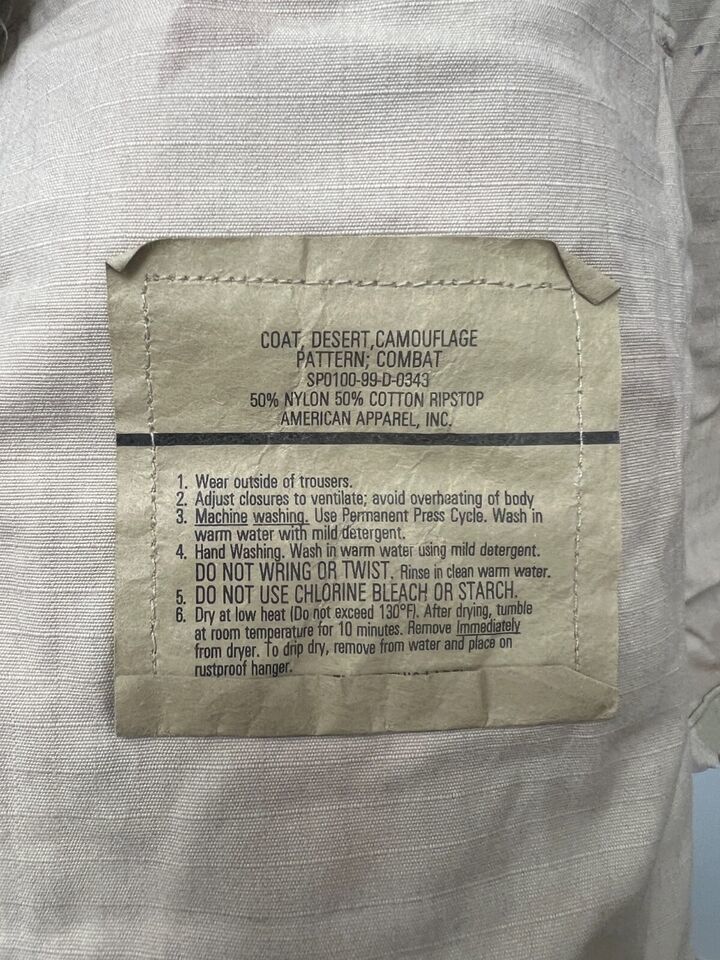 COAT, DESERT,CAMOUFLAGE
PATTERN; COMBAT
SP0100-99-D-0343
50% NYLON 50% COTTON RIPSTOP
AMERICAN APPAREL, INC.
1. Wear outside of trousers.
2. Adjust closures to ventilate; avoid overheating of body
3. Machine washing. Use Permanent Press Cycle. Wash in
warm water with mild detergent.
4. Hand Washing. Wash in warm water using mild detergent.
DO NOT WRING OR TWIST. Rinse in clean warm water.
5. DO NOT USE CHLORINE BLEACH OR STARCH.
6. Dry at low heat (Do not exceed 130°F). After drying, tumble
at room temperature for 10 minutes. Remove Immediately
from dryer. To drip dry, remove from water and place on
rustproof hanger.